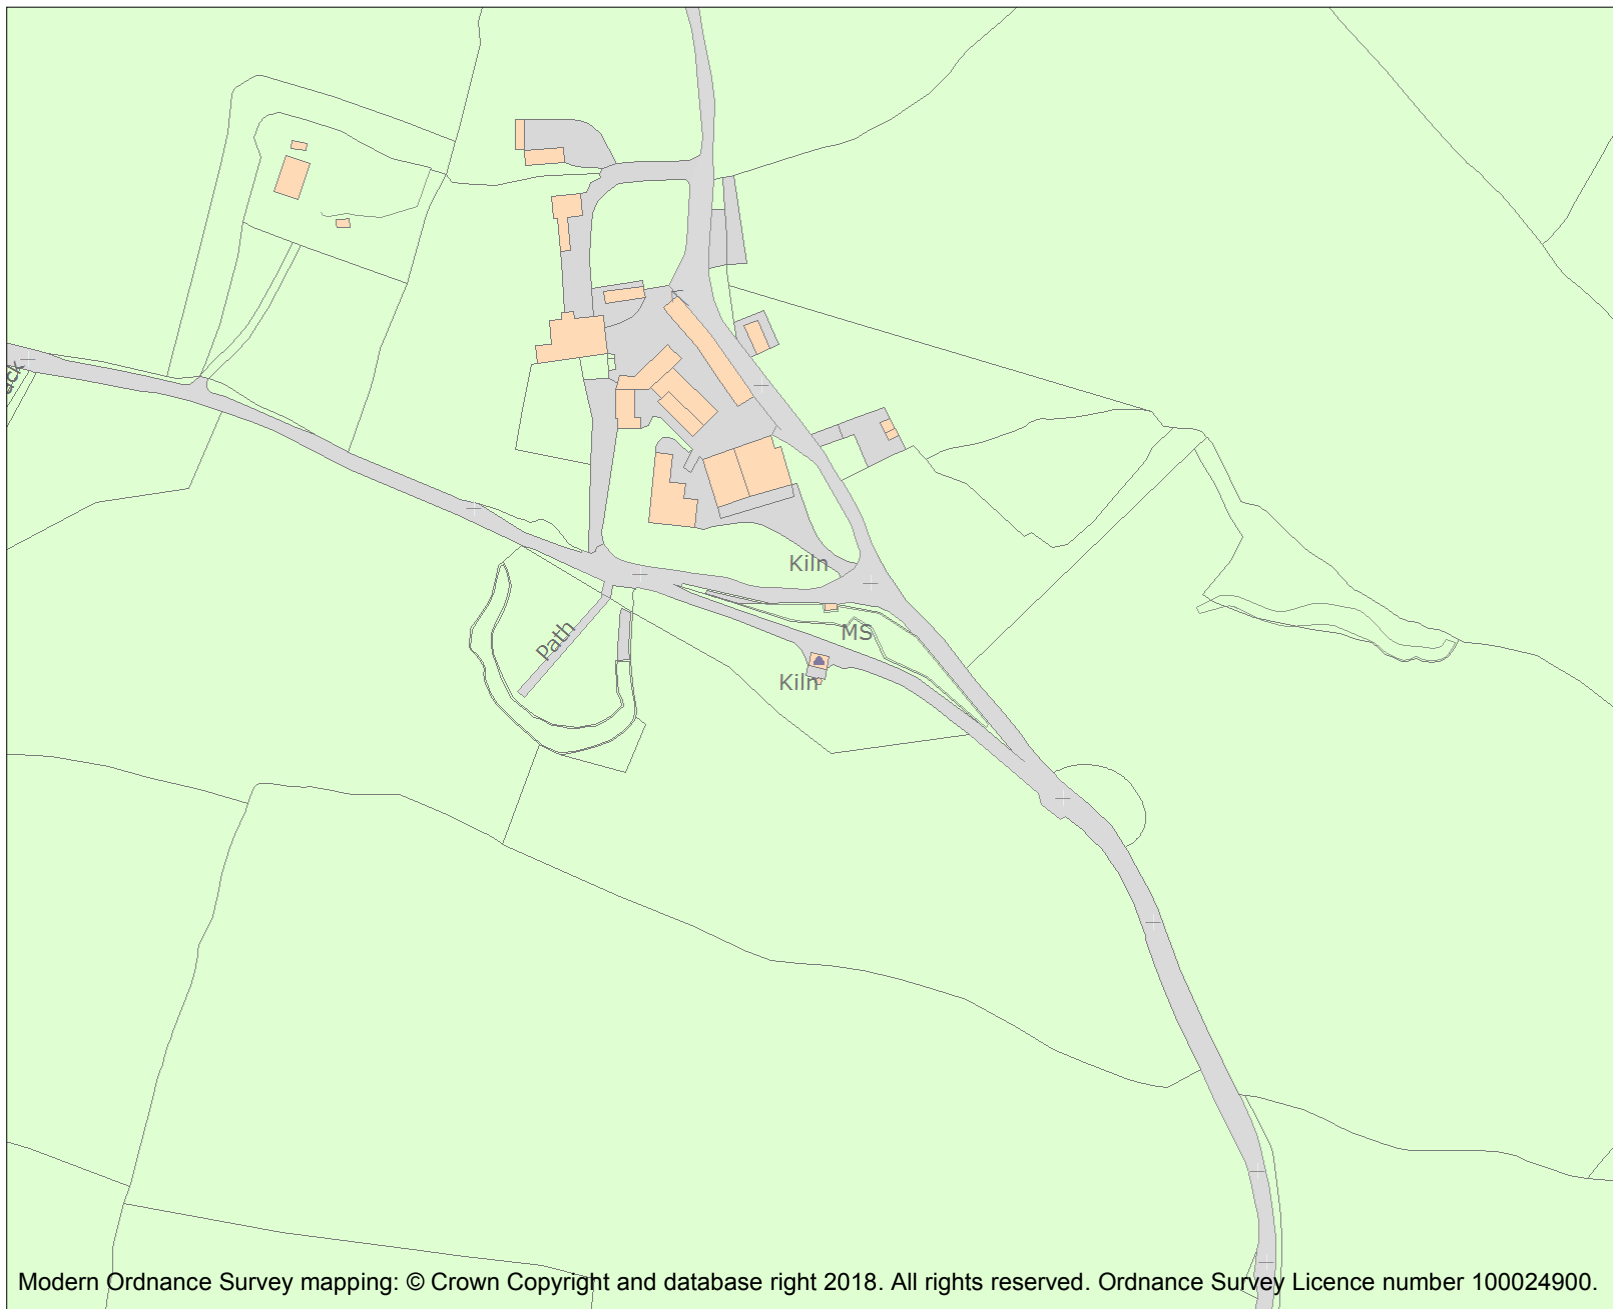 Kiln
MS
Path
Kiln
Modern Ordnance Survey mapping: © Crown Copyright and database right 2018. All rights reserved. Ordnance Survey Licence number 100024900.